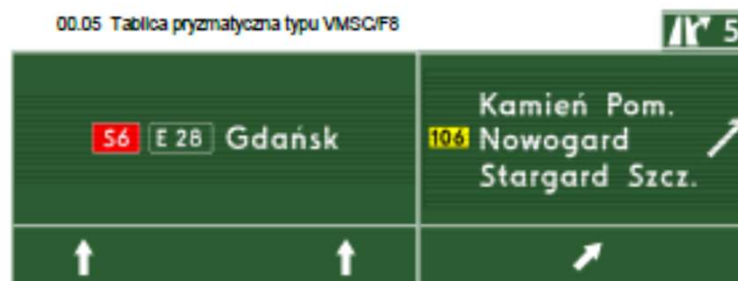 00.05 Tablica pryzmatyczna typu VMSC/F8
5
S6 E 28 Gdańsk
Kamień Pom.
106 Nowogard
Stargard Szcz.